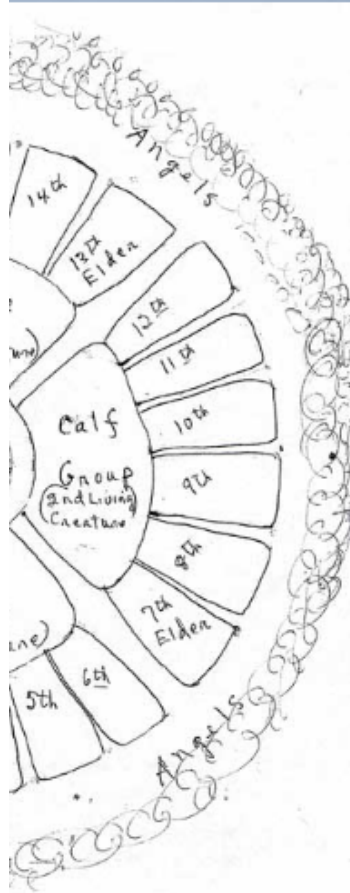 Angels
14th
13th
Elder
12th
11th
Calf
Group
(2nd Living
Creature
10th
9th
8th
7th
Elder
6th
5th
Angels